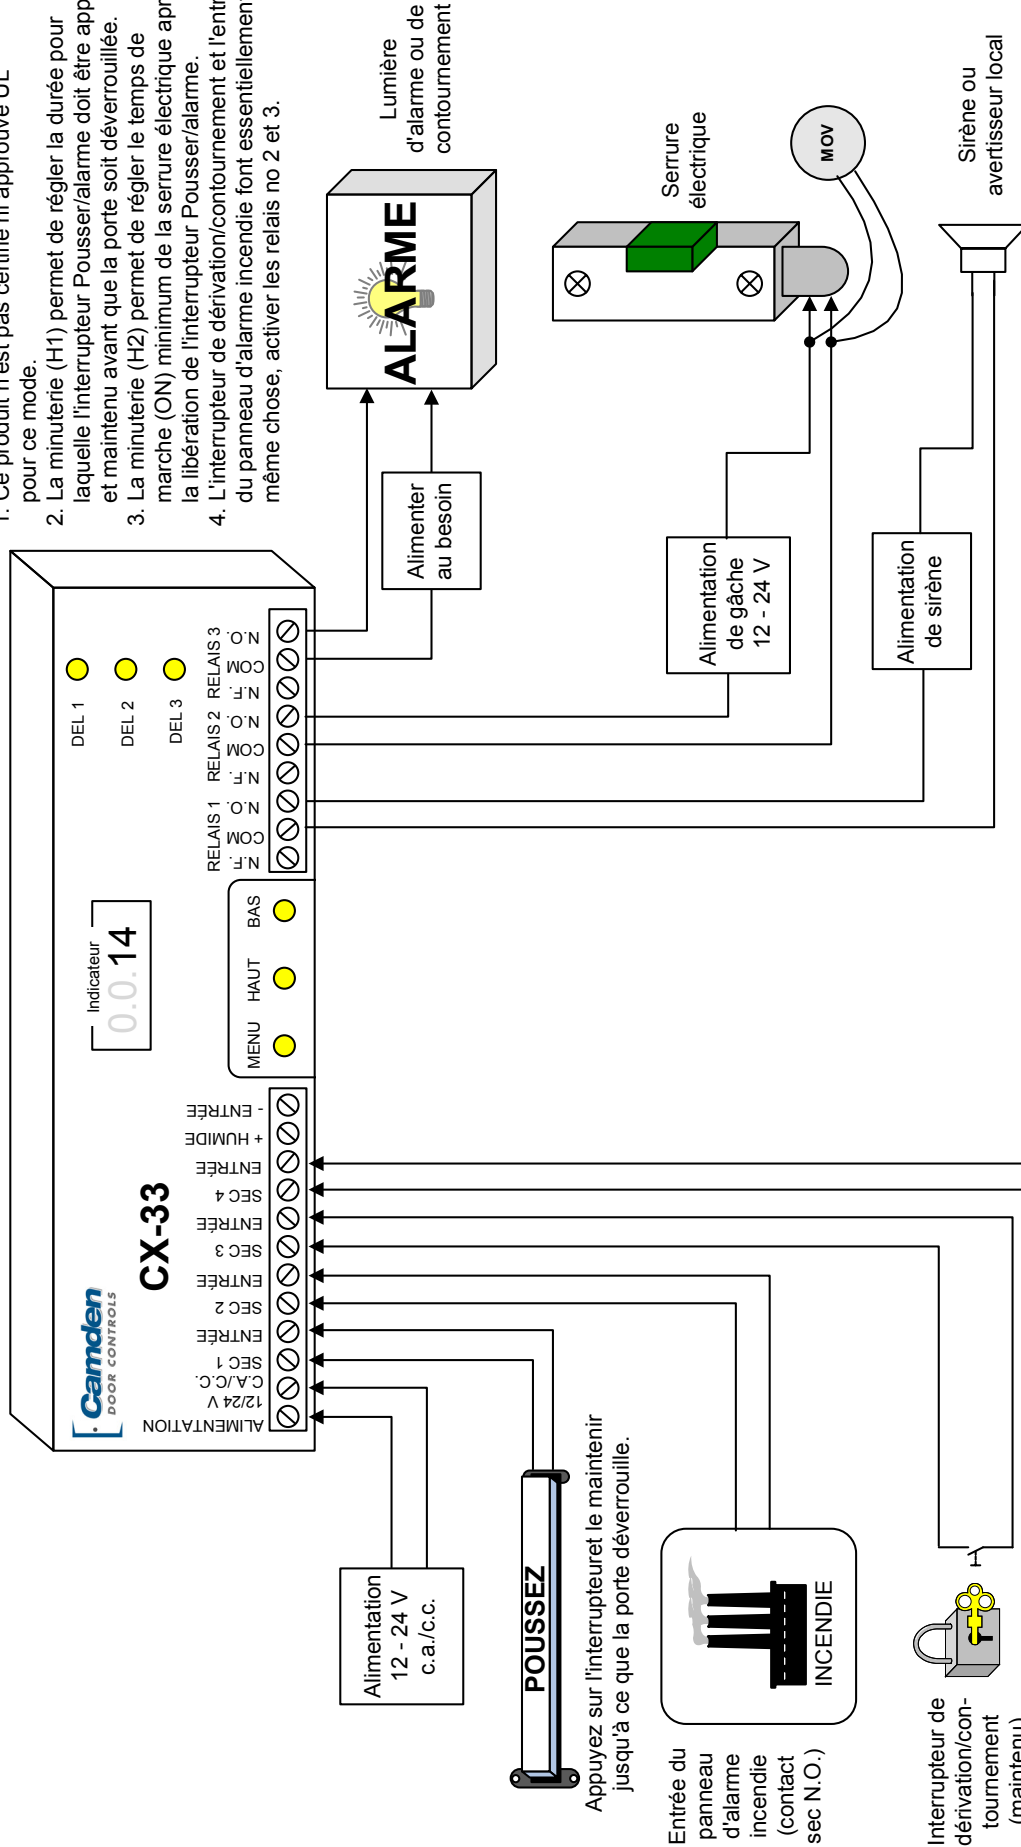 1. Ce produit n'est pas certifié ni approuvé UL
pour ce mode.
2. La minuterie (H1) permet de régler la durée pour
laquelle l'interrupteur Pousser/alarme doit être
et maintenu avant que la porte soit déverrouillée.
3. La minuterie (H2) permet de régler le temps de
marche (ON) minimum de la serrure électrique
la libération de l'interrupteur Pousser/alarme.
4. L'interrupteur de dérivation/contournement et
du panneau d'alarme incendie font essentiellement
même chose, activer les relais no 2 et 3.
Camden
DOOR CONTROLS
CX-33
Indicateur
0.0.14
DEL 1
DEL 2
DEL 3
MENU
HAUT
BAS
ALIMENTATION
12/24 V
C.A./C.C.
SEC 1
ENTRÉE
SEC 2
ENTRÉE
SEC 3
ENTRÉE
SEC 4
ENTRÉE
+ HUMIDE
- ENTRÉE
RELAIS 1
N.F.
COM
N.O.
RELAIS 2
N.F.
COM
N.O.
RELAIS 3
N.F.
COM
N.O.
Alimentation
12 - 24 V
c.a./c.c.
POUSSEZ
Appuyez sur l'interrupteuret le maintenir
jusqu'à ce que la porte déverrouille.
Entrée du
panneau
d'alarme
incendie
(contact
sec N.O.)
INCENDIE
Interrupteur de
dérivation/con-
tournement
(maintenu)
Alimenter
au besoin
ALARME
Lumière
d'alarme ou de
contournement
Alimentation
de gâche
12 - 24 V
Serrure
électrique
MOV
Alimentation
de sirène
Sirène ou
avertisseur local